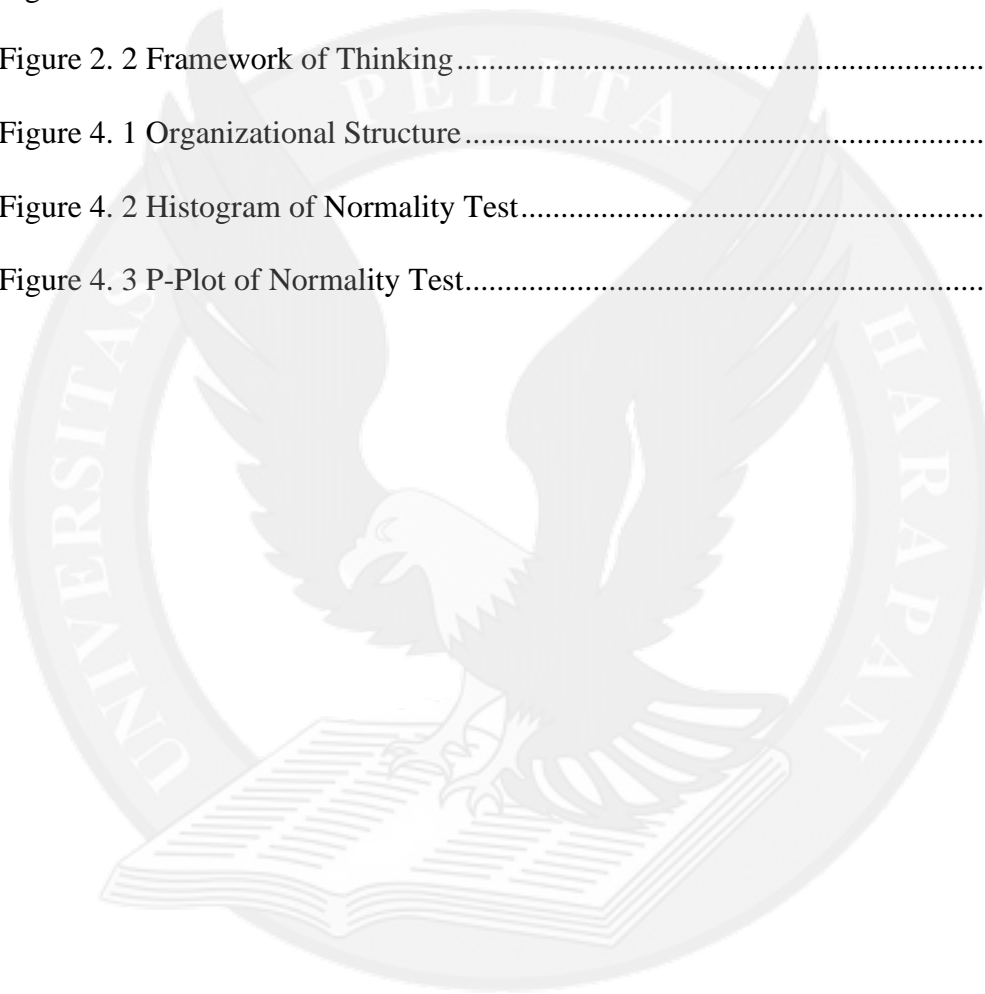 Figure 2. 2 Framework of Thinking......................................................................
Figure 4. 1 Organizational Structure.....................................................................
Figure 4. 2 Histogram of Normality Test..............................................................
Figure 4. 3 P-Plot of Normality Test.....................................................................
UNIVERSITAS PELITA HARAPAN